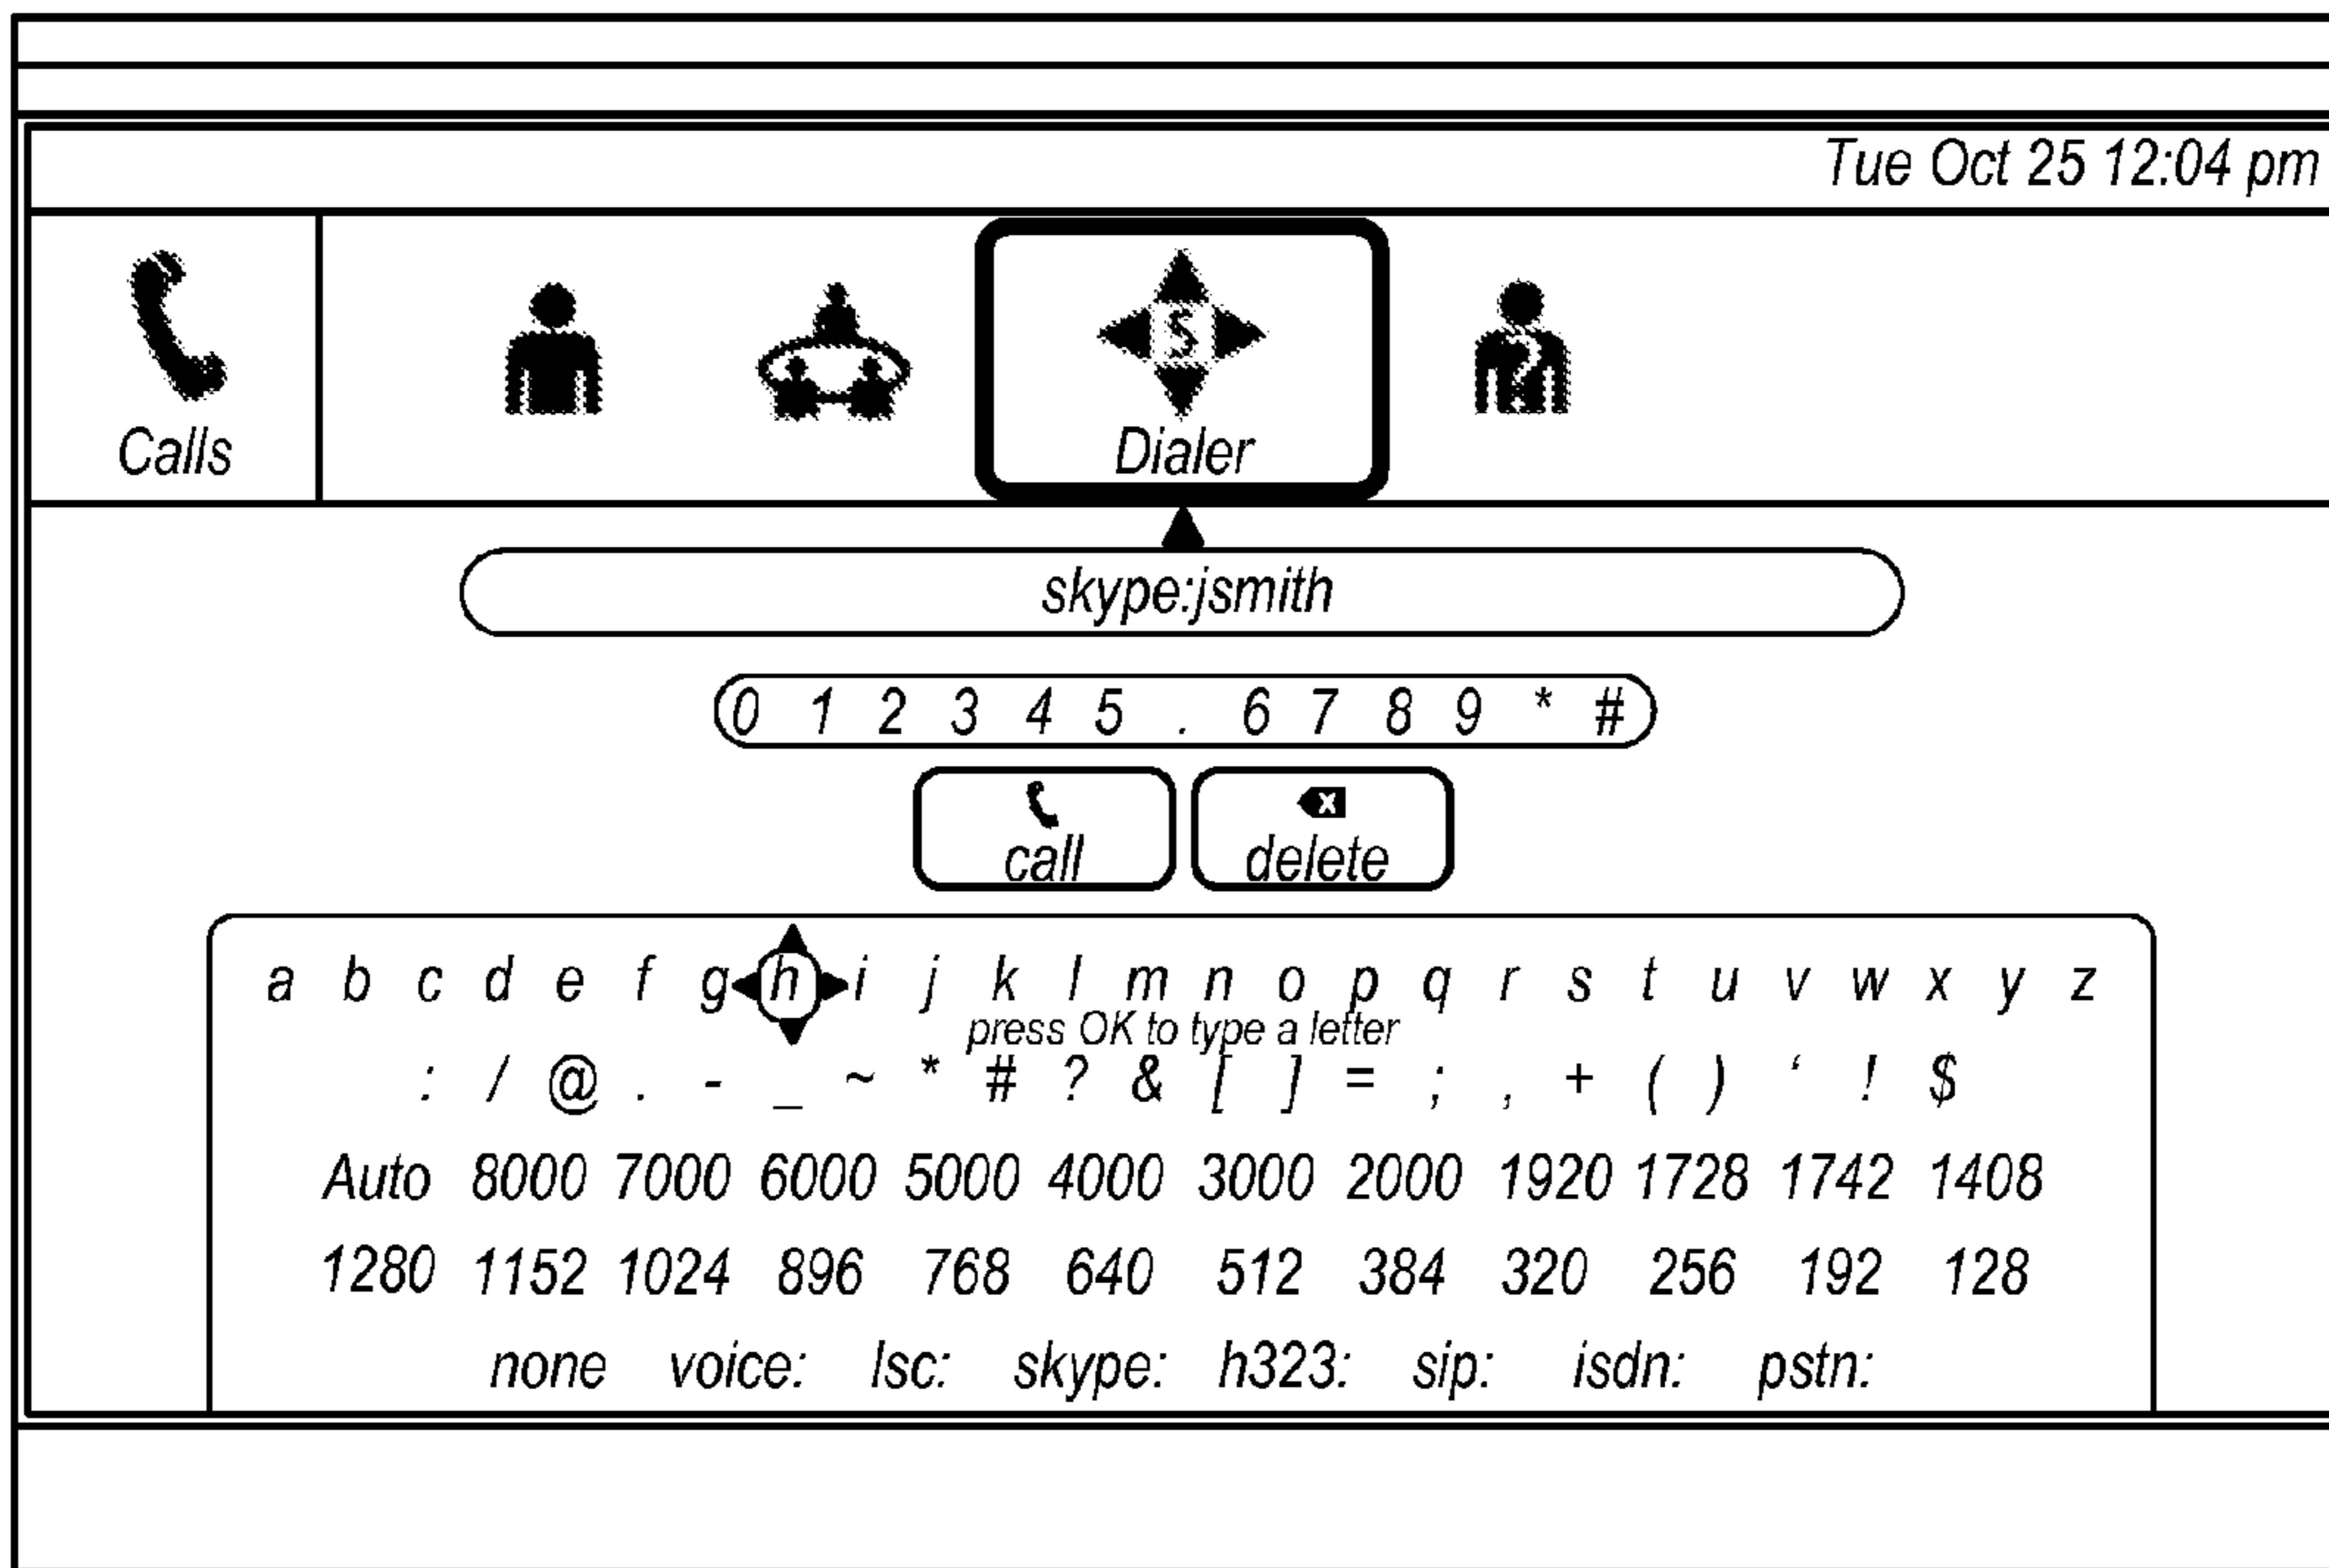 Tue Oct 25 12:04 pm
Calls
Dialer
skype:jsmith
0 1 2 3 4 5 . 6 7 8 9 * #
call delete
a b c d e f g h i j k l m n o p q r s t u v w x y z
press OK to type a letter
: / @ . - _ ~ * # ? & [ ] = ; , + ( ) ‘ ! $
Auto 8000 7000 6000 5000 4000 3000 2000 1920 1728 1742 1408
1280 1152 1024 896 768 640 512 384 320 256 192 128
none voice: lsc: skype: h323: sip: isdn: pstn: